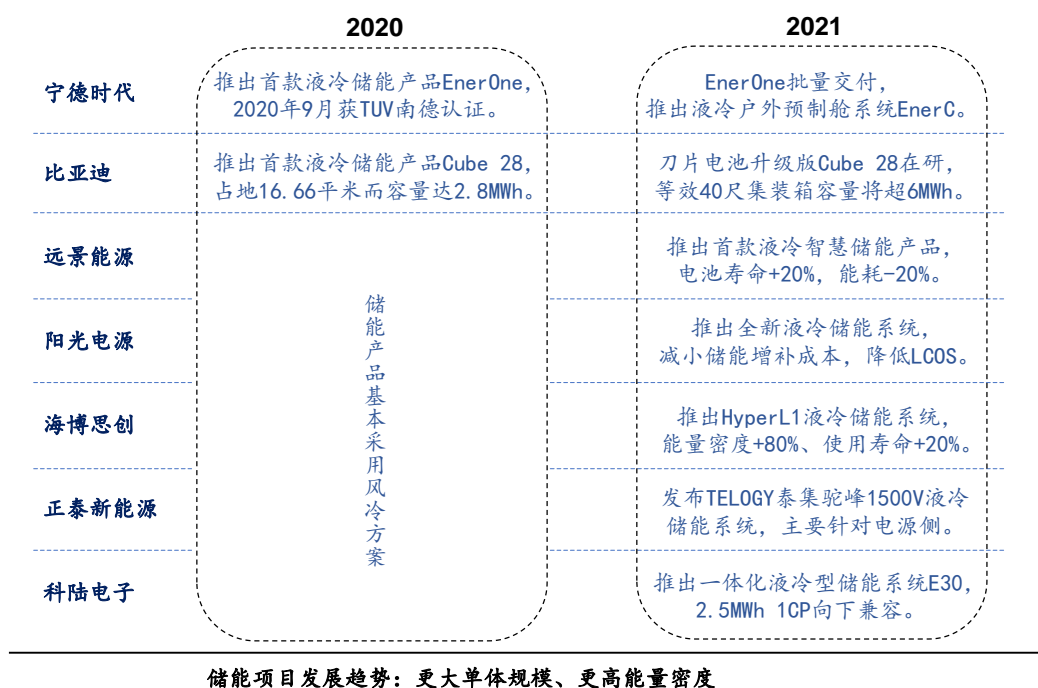 2020
2021
宁德时代
推出首款液冷储能产品EnerOne,
2020年9月获TUV南德认证。
EnerOne批量交付,
推出液冷户外预制舱系统EnerC。
比亚迪
推出首款液冷储能产品Cube 28,
占地16.66平米而容量达2.8MWh。
刀片电池升级版Cube 28在研,
等效40尺集装箱容量将超6MWh。
远景能源
推出首款液冷智慧储能产品,
电池寿命+20%, 能耗-20%。
储能产品基本采用风冷方案
阳光电源
推出全新液冷储能系统,
减小储能增补成本, 降低LCOS。
海博思创
推出HyperL1液冷储能系统,
能量密度+80%、使用寿命+20%。
正泰新能源
发布TELOGY泰集驼峰1500V液冷
储能系统, 主要针对电源侧。
科陆电子
推出一体化液冷型储能系统E30,
2.5MWh 1CP向下兼容。
储能项目发展趋势：更大单体规模、更高能量密度